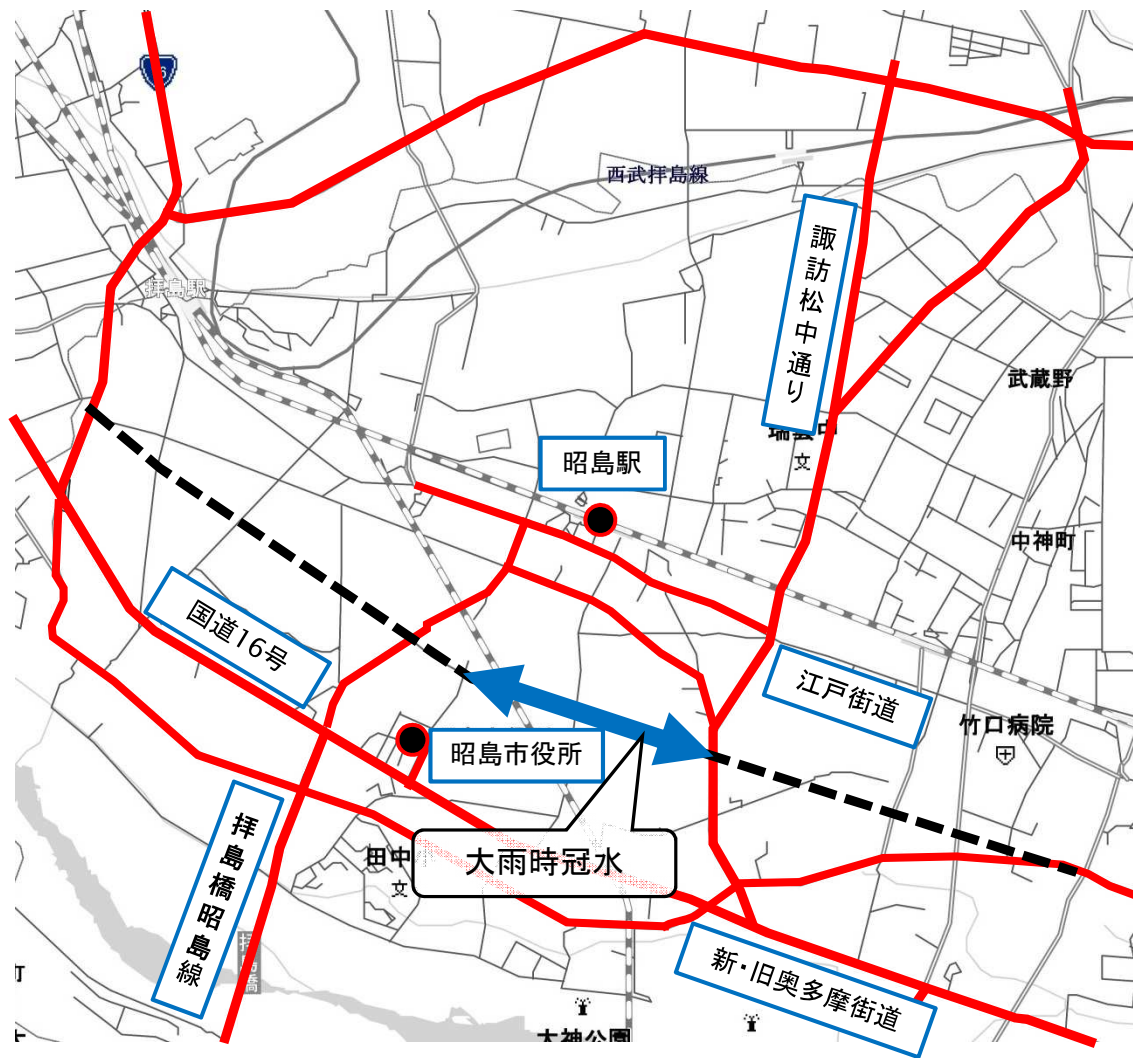 西武拝島線
諏訪松中通り
拝島駅
武蔵野
昭島駅
中神町
国道16号
江戸街道
竹口病院
昭島市役所
拝島橋昭島線
田中
大雨時冠水
拝島橋
新・旧奥多摩街道
大神公園